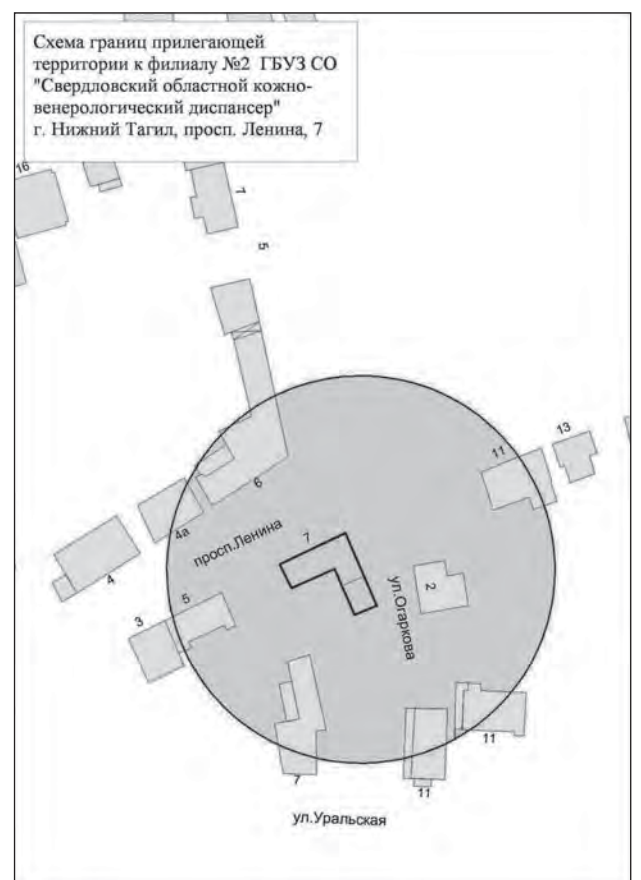 Схема границ прилегающей
территории к филиалу №2 ГБУЗ СО
"Свердловский областной кожно-
венерологический диспансер"
г. Нижний Тагил, просп. Ленина, 7
16
7
5
13
11
6
4а
просп.Ленина
7
4
2
ул.Огаркова
5
3
11
7
11
ул.Уральская